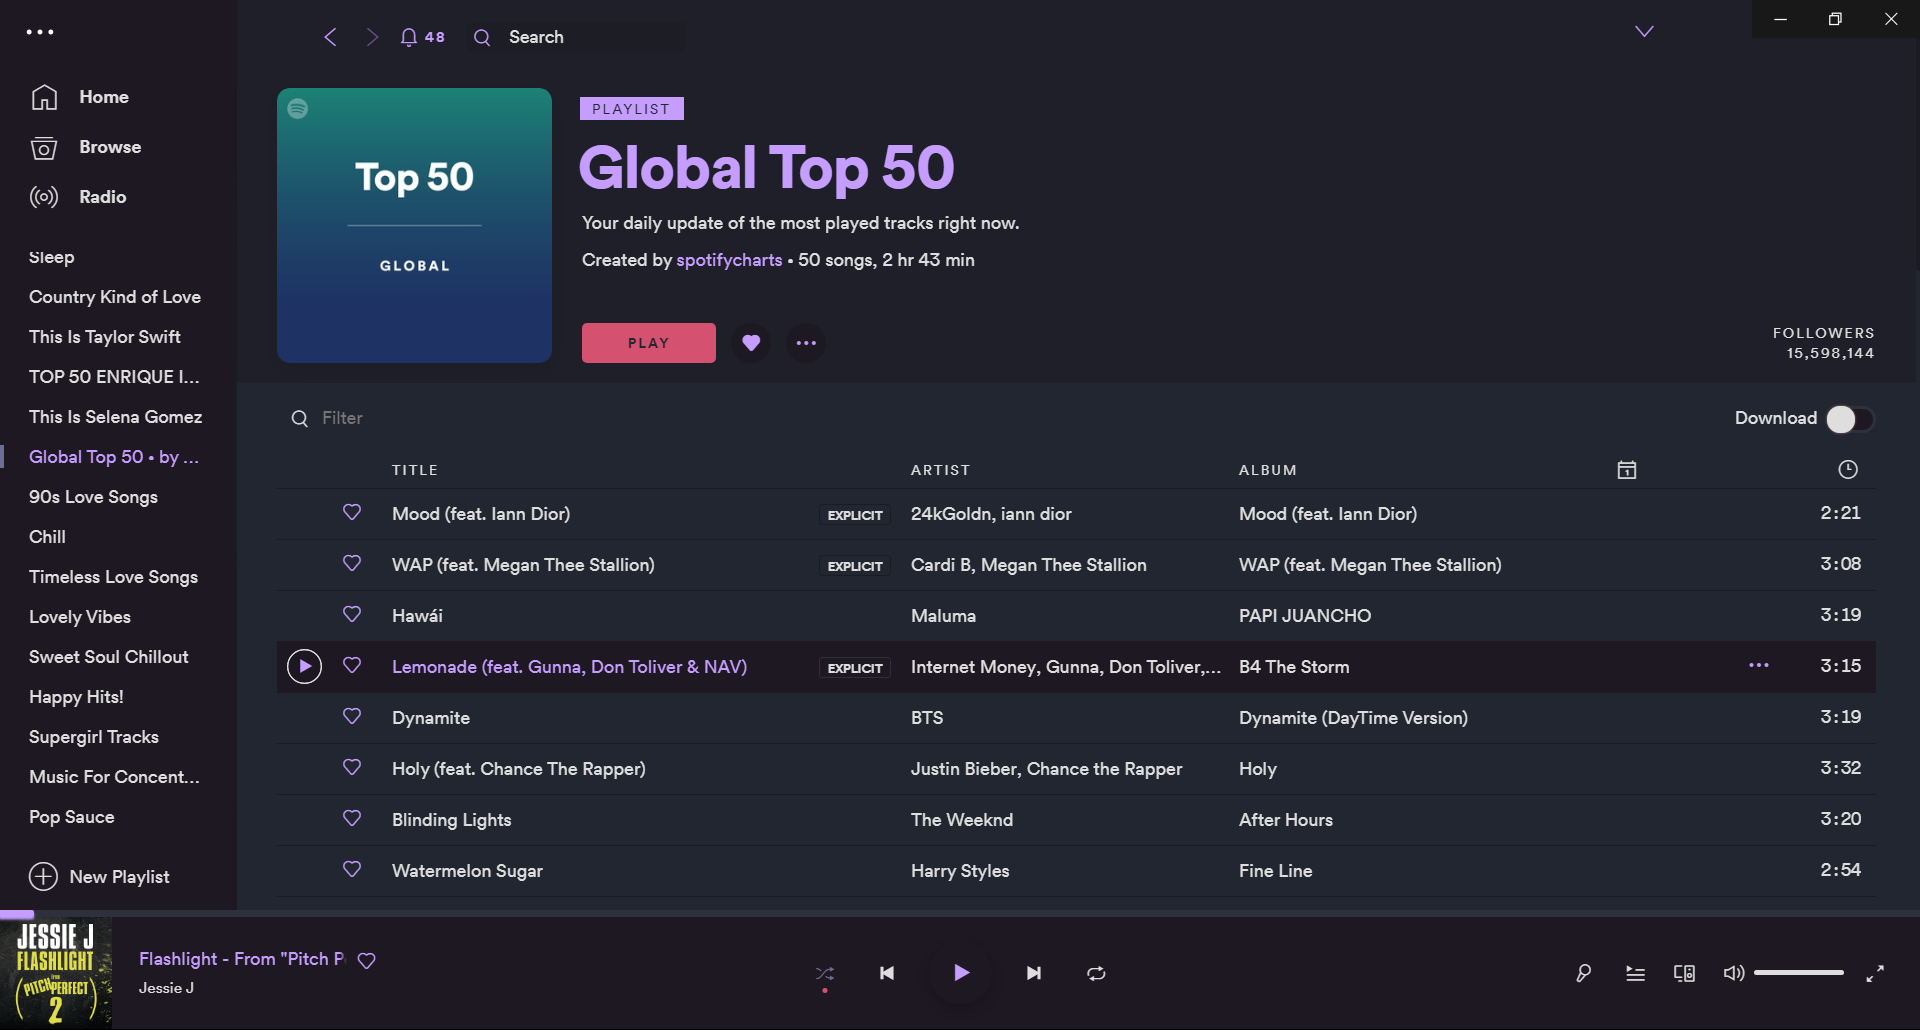 48
Search
Home
Browse
Radio
Sleep
Country Kind of Love
This Is Taylor Swift
TOP 50 ENRIQUE I...
This Is Selena Gomez
Global Top 50 • by ...
90s Love Songs
Chill
Timeless Love Songs
Lovely Vibes
Sweet Soul Chillout
Happy Hits!
Supergirl Tracks
Music For Concent...
Pop Sauce
New Playlist
Top 50
GLOBAL
PLAYLIST
Global Top 50
Your daily update of the most played tracks right now.
Created by spotifycharts • 50 songs, 2 hr 43 min
PLAY
FOLLOWERS
15,598,144
Filter
Download
TITLE ARTIST ALBUM 1
Mood (feat. Iann Dior) EXPLICIT 24kGoldn, iann dior Mood (feat. Iann Dior) 2:21
WAP (feat. Megan Thee Stallion) EXPLICIT Cardi B, Megan Thee Stallion WAP (feat. Megan Thee Stallion) 3:08
Hawái Maluma PAPI JUANCHO 3:19
Lemonade (feat. Gunna, Don Toliver & NAV) EXPLICIT Internet Money, Gunna, Don Toliver,... B4 The Storm 3:15
Dynamite BTS Dynamite (DayTime Version) 3:19
Holy (feat. Chance The Rapper) Justin Bieber, Chance the Rapper Holy 3:32
Blinding Lights The Weeknd After Hours 3:20
Watermelon Sugar Harry Styles Fine Line 2:54
JESSIE J
FLASHLIGHT
from
PITCH PERFECT
2
Flashlight - From "Pitch P
Jessie J